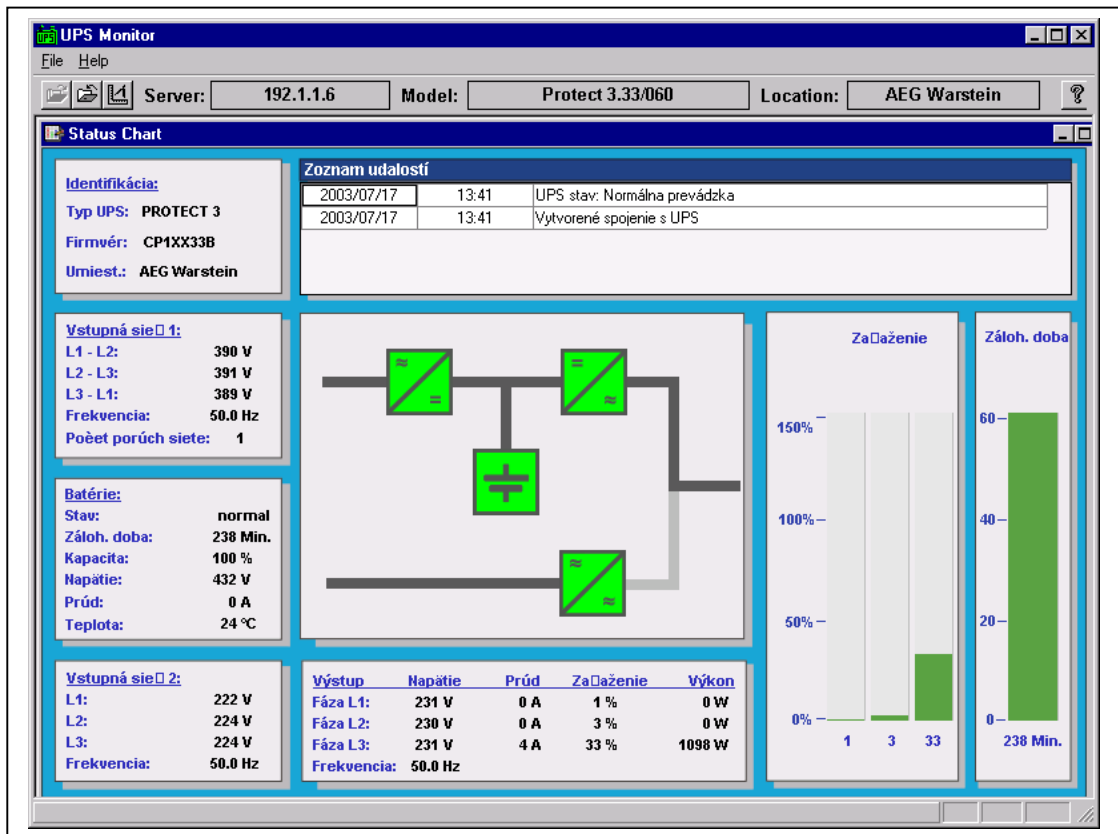 UPS Monitor
File Help
Server: 192.1.1.6 Model: Protect 3.33/060 Location: AEG Warstein
Status Chart
Identifikácia:
Typ UPS: PROTECT 3
Firmvér: CP1XX33B
Umiest.: AEG Warstein
Zoznam udalostí
2003/07/17 13:41 UPS stav: Normálna prevádzka
2003/07/17 13:41 Vytvorené spojenie s UPS
Vstupná sie▯ 1:
L1 - L2: 390 V
L2 - L3: 391 V
L3 - L1: 389 V
Frekvencia: 50.0 Hz
Poèet porúch siete: 1
Batérie:
Stav: normal
Záloh. doba: 238 Min.
Kapacita: 100 %
Napätie: 432 V
Prúd: 0 A
Teplota: 24 °C
Vstupná sie▯ 2:
L1: 222 V
L2: 224 V
L3: 224 V
Frekvencia: 50.0 Hz
Výstup Napätie Prúd Za▯aženie Výkon
Fáza L1: 231 V 0 A 1 % 0 W
Fáza L2: 230 V 0 A 3 % 0 W
Fáza L3: 231 V 4 A 33 % 1098 W
Frekvencia: 50.0 Hz
Za▯aženie
150%
100%
50%
0%
1 3 33
Záloh. doba
60
40
20
0
238 Min.